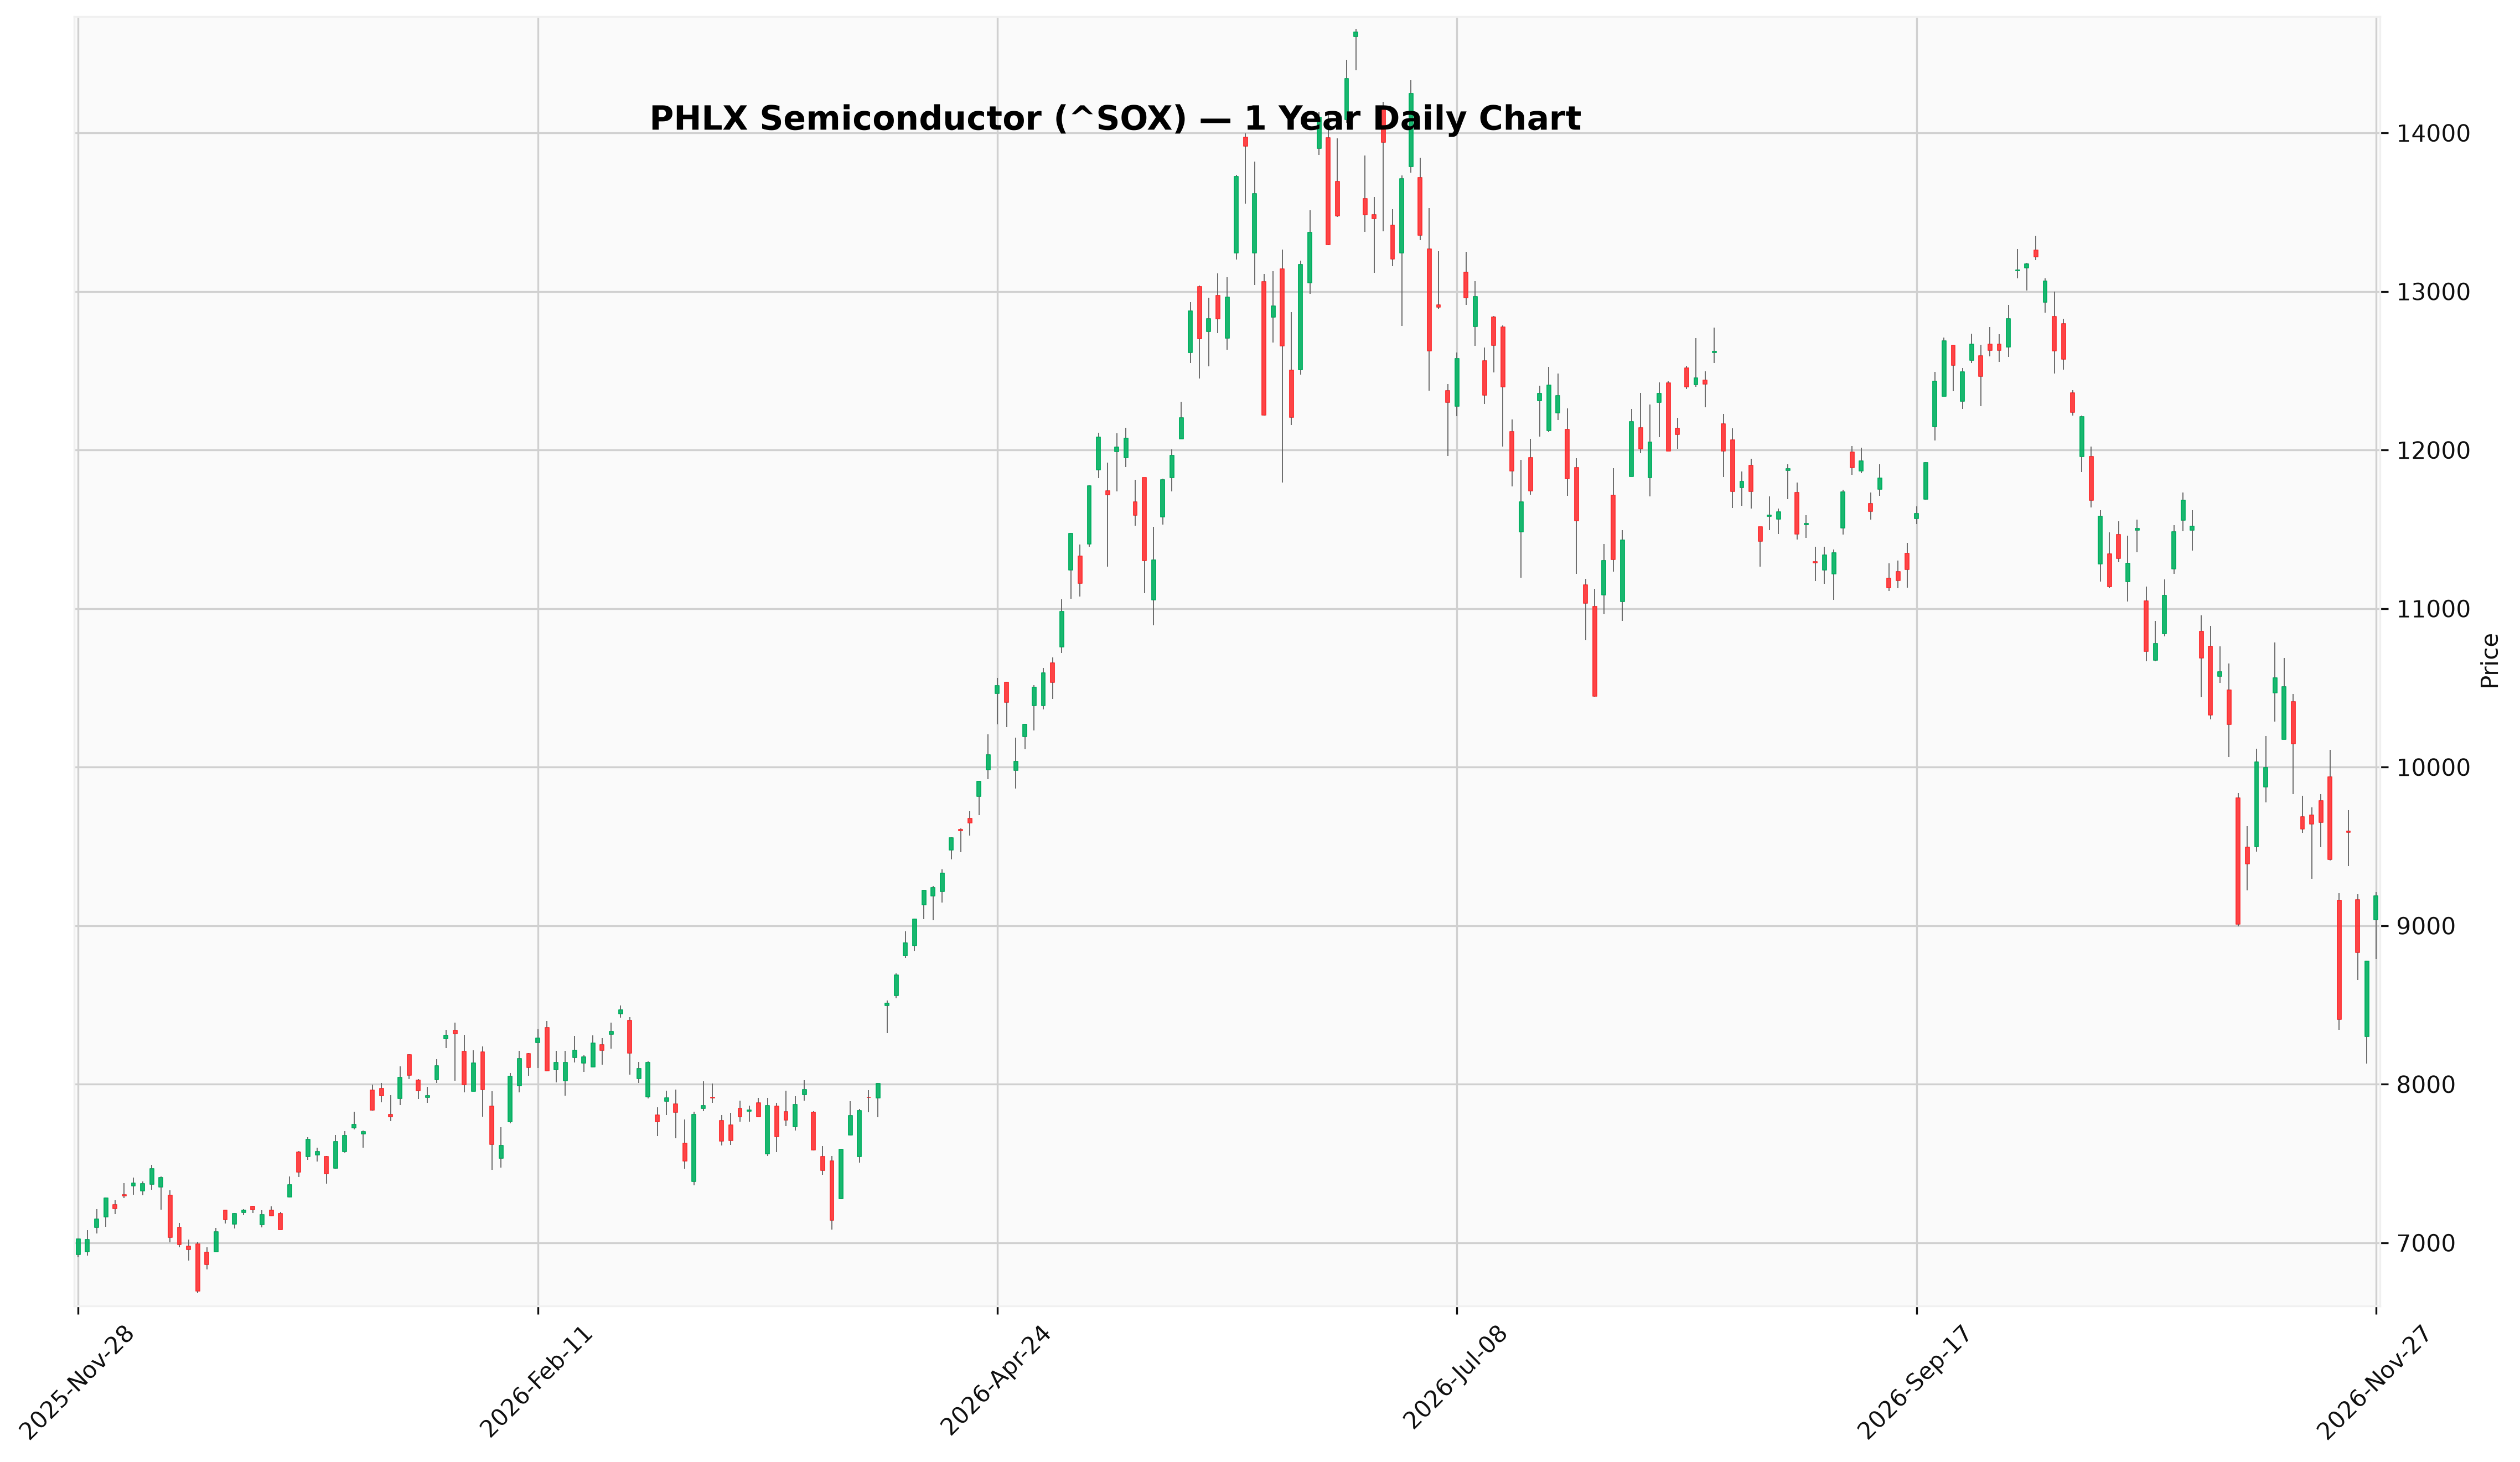 PHLX Semiconductor (^SOX) — 1 Year Daily Chart
14000
13000
12000
11000
10000
9000
8000
7000
Price
2025-Nov-28
2026-Feb-11
2026-Apr-24
2026-Jul-08
2026-Sep-17
2026-Nov-27